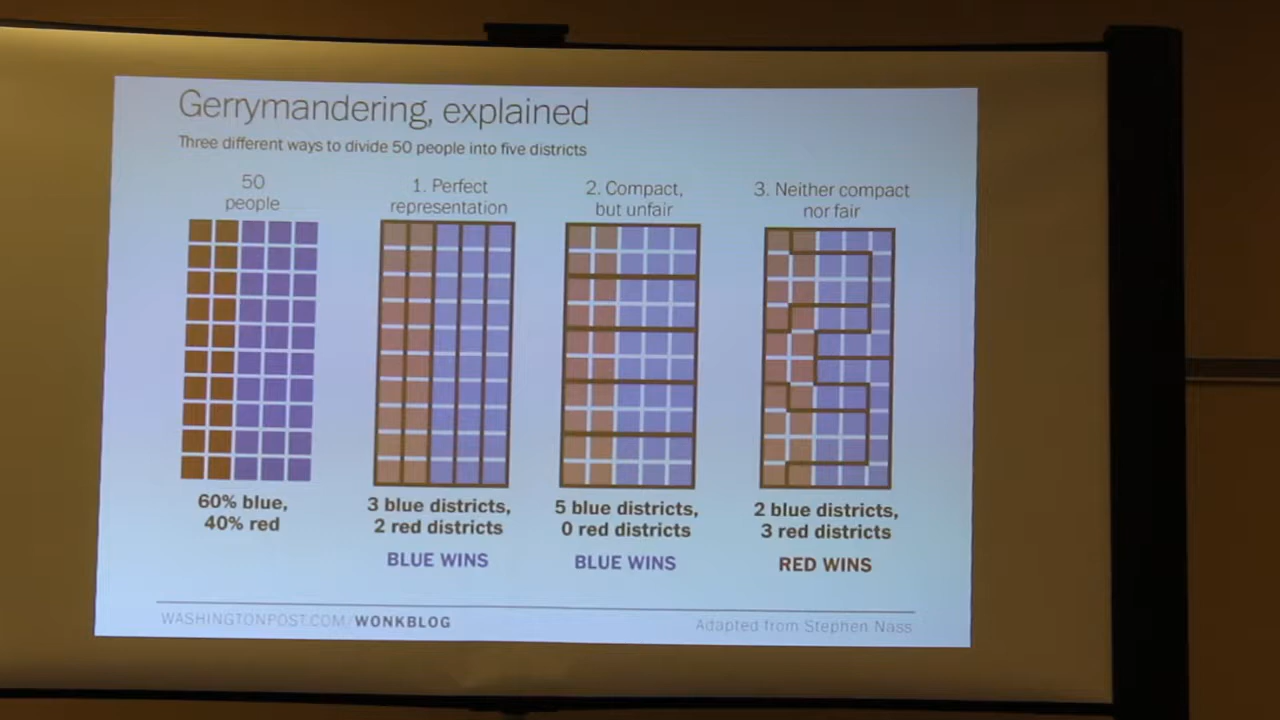 Gerrymandering, explained
Three different ways to divide 50 people into five districts
50
people
1. Perfect
representation
2. Compact,
but unfair
3. Neither compact
nor fair
60% blue,
40% red
3 blue districts,
2 red districts
BLUE WINS
5 blue districts,
0 red districts
BLUE WINS
2 blue districts,
3 red districts
RED WINS
WASHINGTONPOST.COM/WONKBLOG
Adapted from Stephen Nass